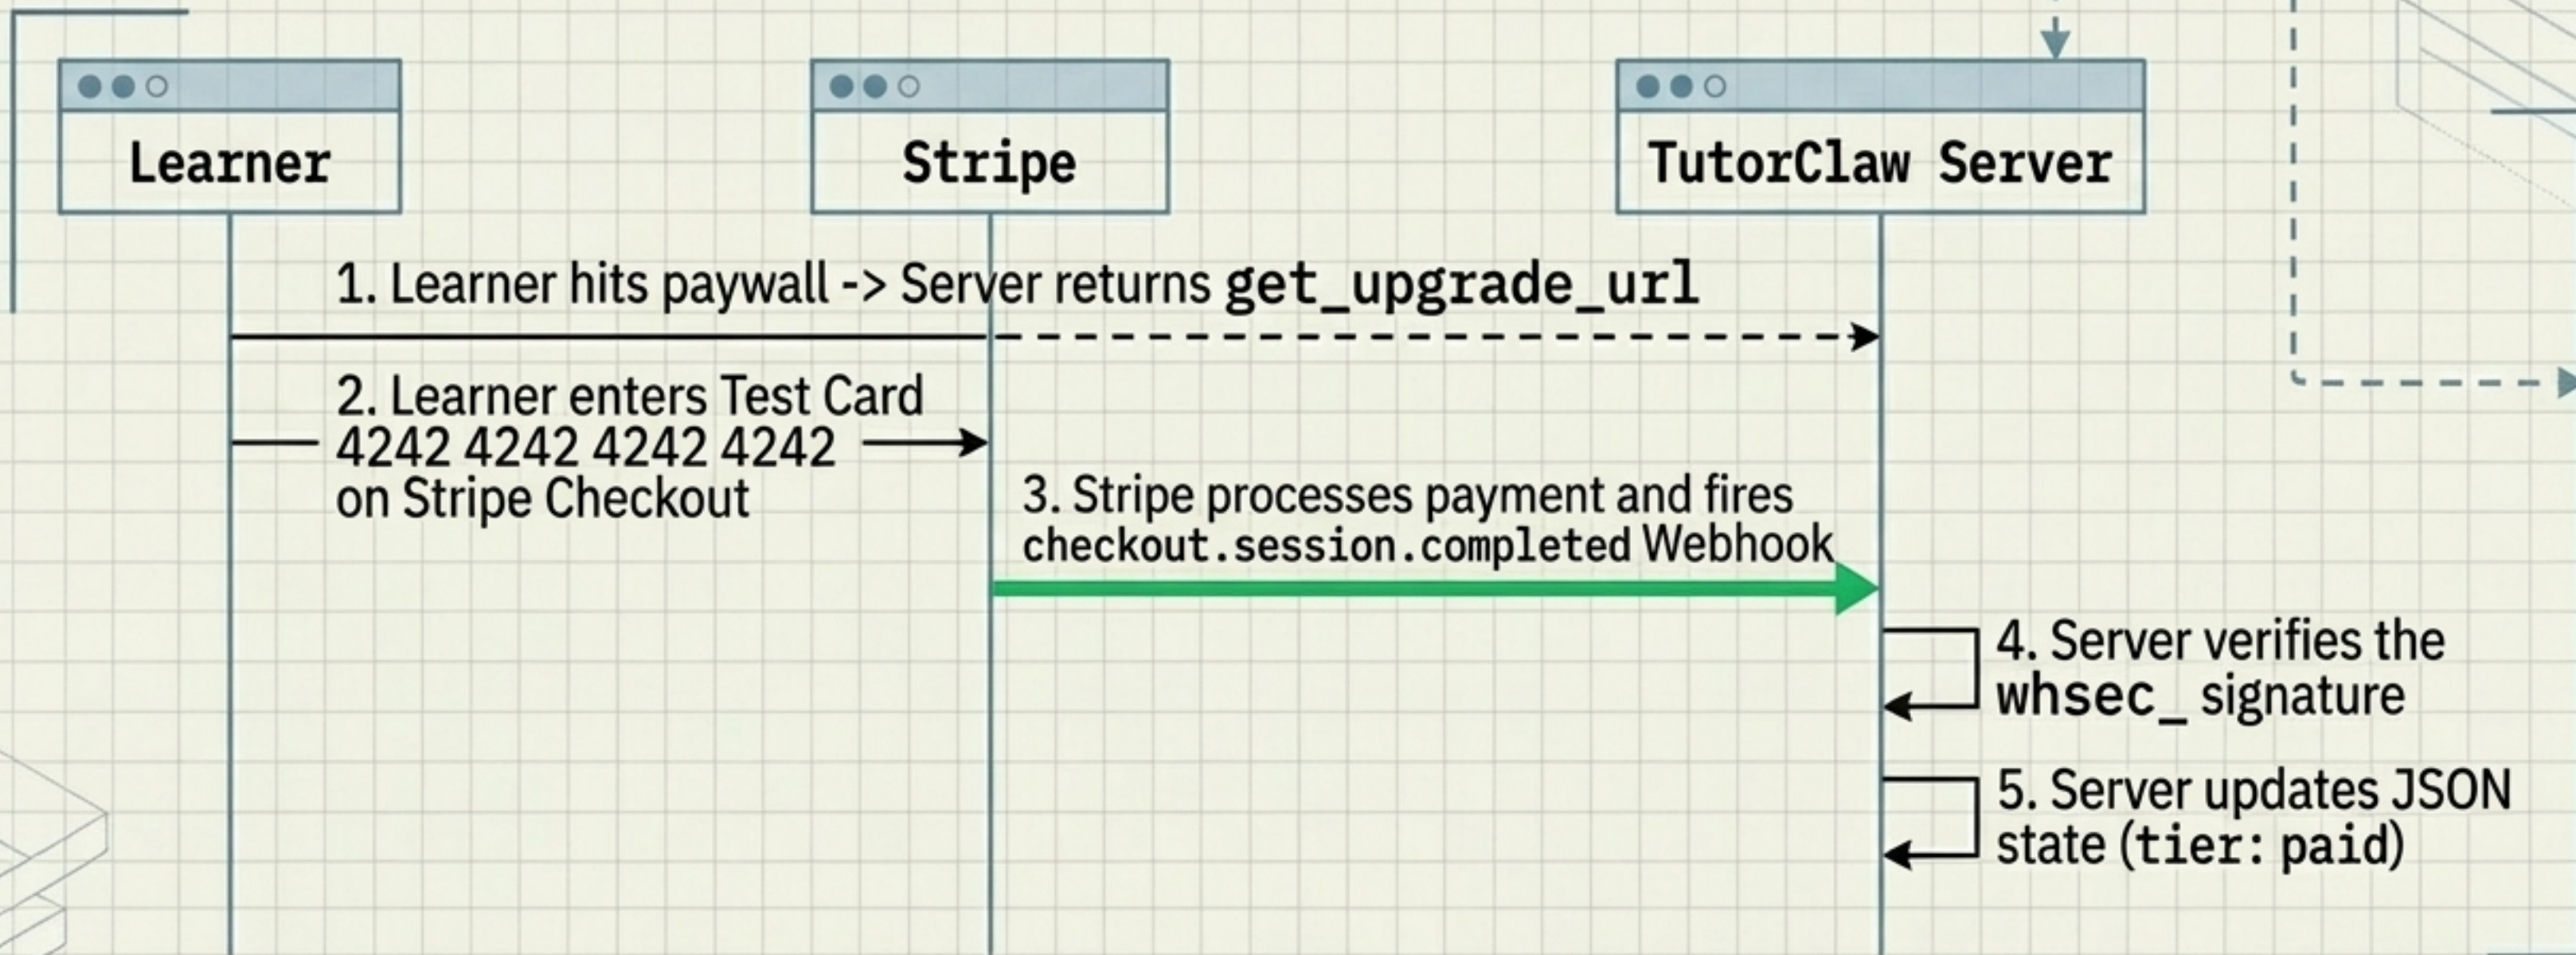 Learner
Stripe
TutorClaw Server
1. Learner hits paywall -> Server returns get_upgrade_url
2. Learner enters Test Card
4242 4242 4242 4242
on Stripe Checkout
3. Stripe processes payment and fires
checkout.session.completed Webhook
4. Server verifies the
whsec_ signature
5. Server updates JSON
state (tier: paid)